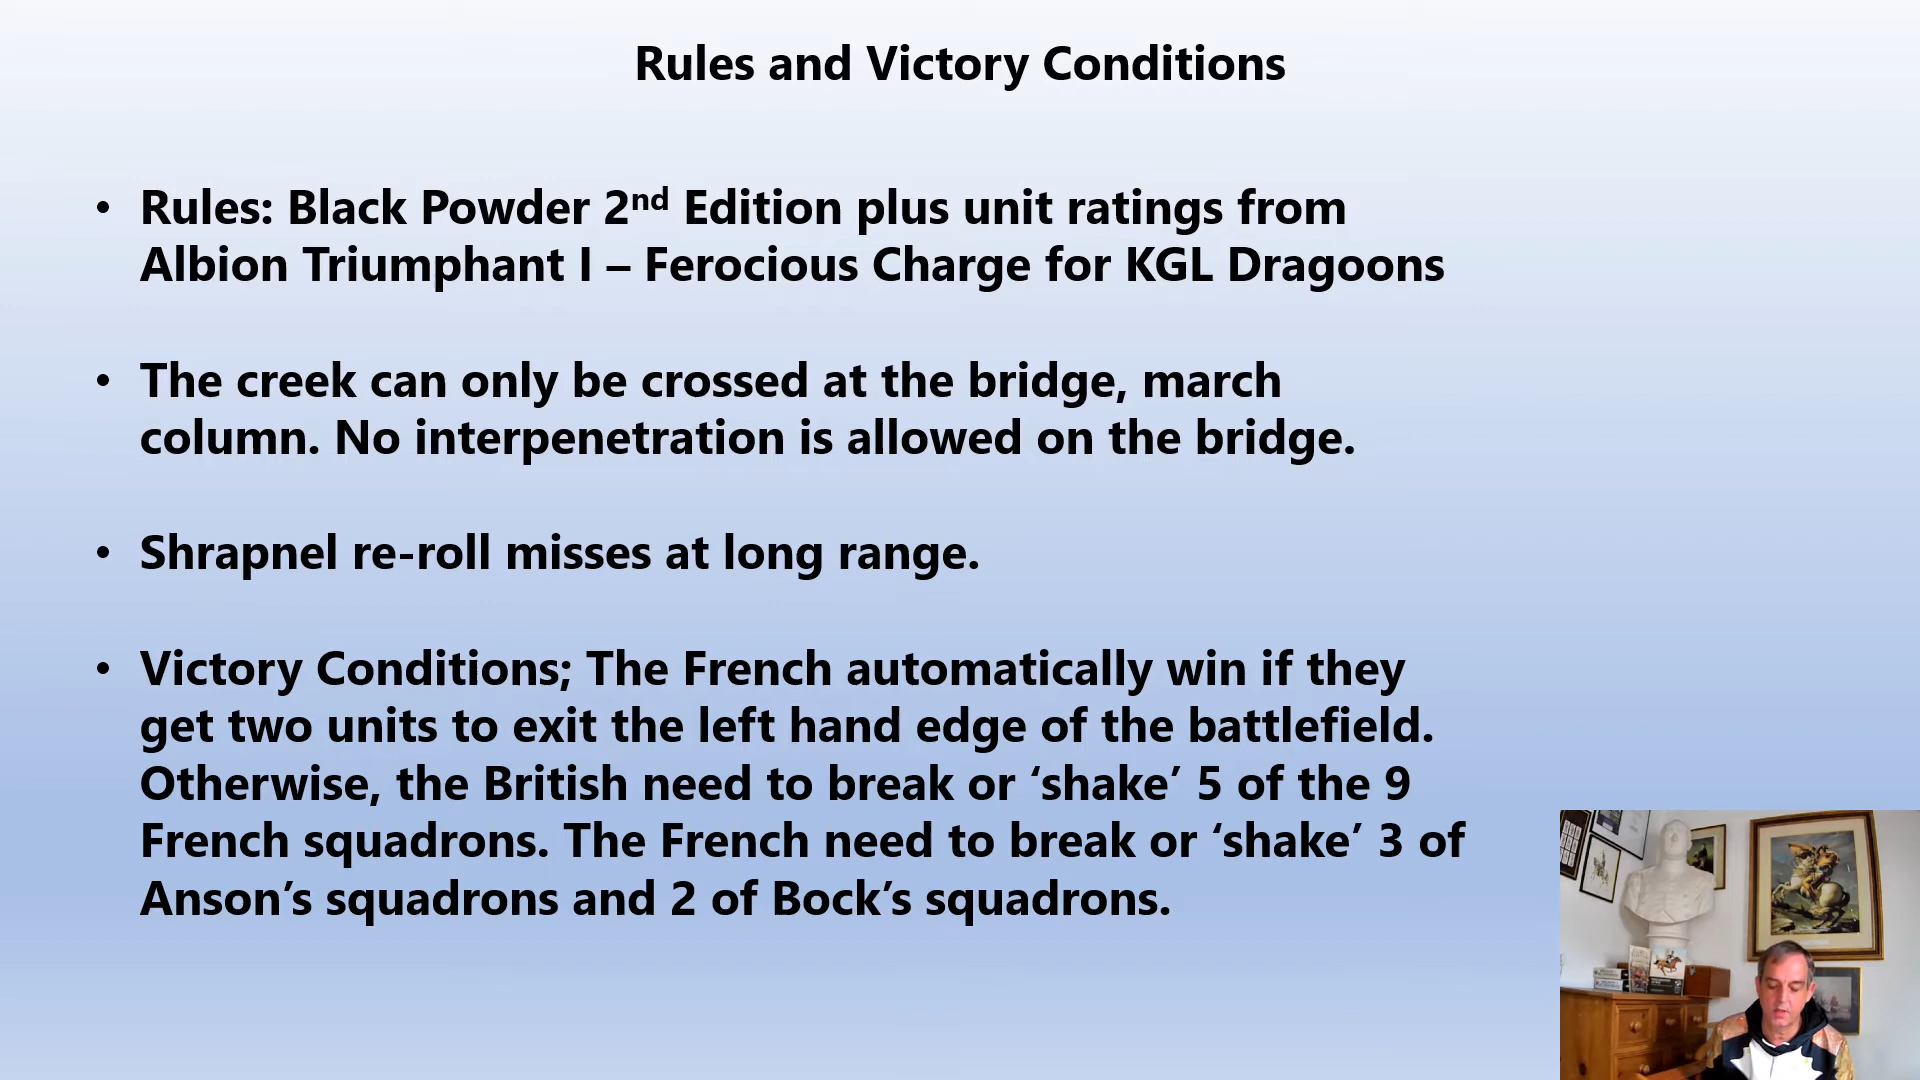 Rules and Victory Conditions
• Rules: Black Powder 2nd Edition plus unit ratings from
Albion Triumphant I – Ferocious Charge for KGL Dragoons
• The creek can only be crossed at the bridge, march
column. No interpenetration is allowed on the bridge.
• Shrapnel re-roll misses at long range.
• Victory Conditions; The French automatically win if they
get two units to exit the left hand edge of the battlefield.
Otherwise, the British need to break or ‘shake’ 5 of the 9
French squadrons. The French need to break or ‘shake’ 3 of
Anson’s squadrons and 2 of Bock’s squadrons.